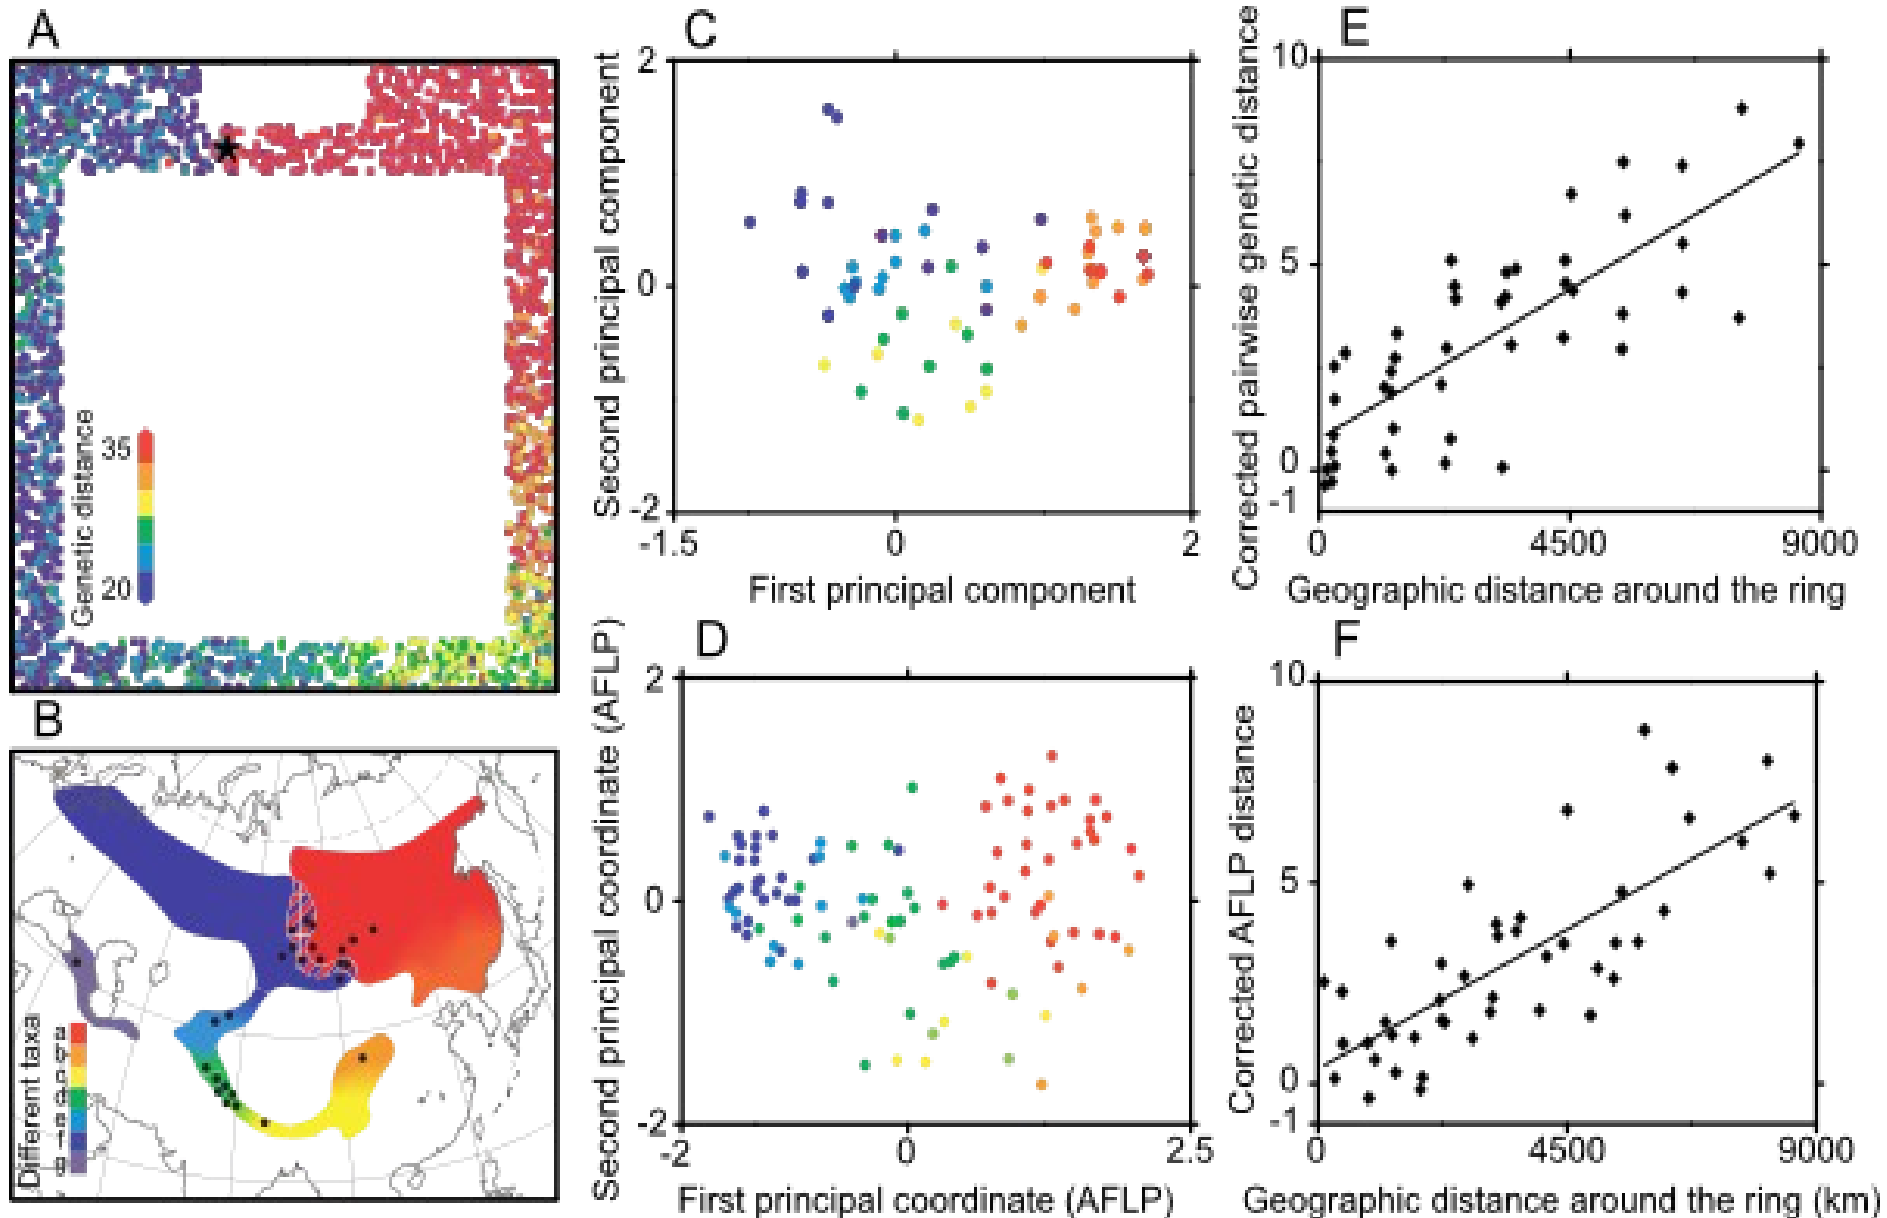 A
Genetic distance
35
20
B
Different taxa
C
Second principal component
2
0
-2
-1.5 0 2
First principal component
D
Second principal coordinate (AFLP)
2
0
-2
-2 0 2.5
First principal coordinate (AFLP)
E
Corrected pairwise genetic distance
10
5
0
-1
0 4500 9000
Geographic distance around the ring
F
Corrected AFLP distance
10
5
0
-1
0 4500 9000
Geographic distance around the ring (km)